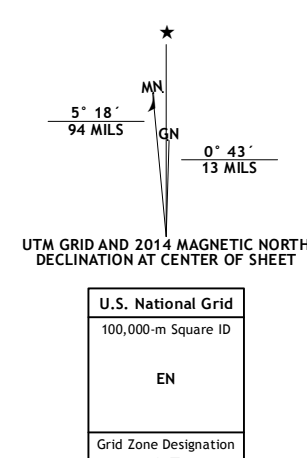 ★
MN
5° 18´
94 MILS
GN
0° 43´
13 MILS
UTM GRID AND 2014 MAGNETIC NORTH
DECLINATION AT CENTER OF SHEET
U.S. National Grid
100,000-m Square ID
EN
Grid Zone Designation